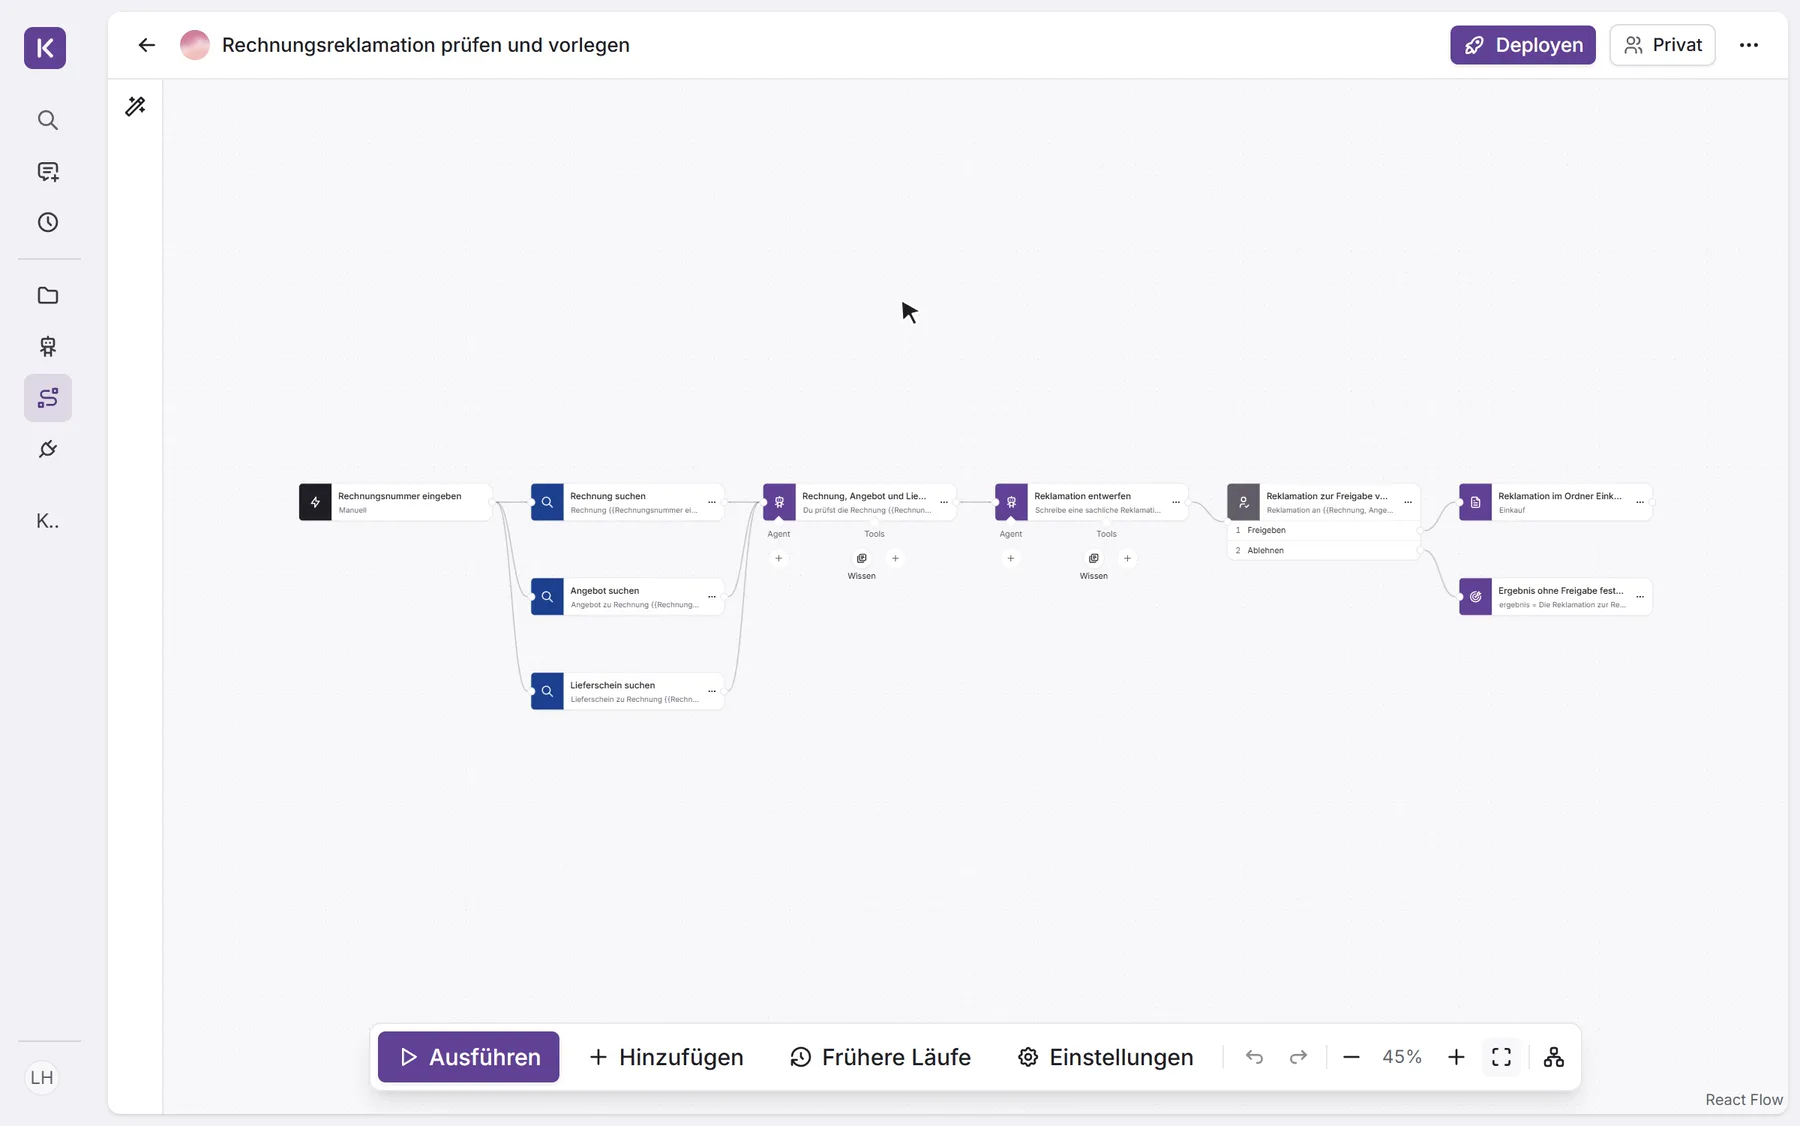 K
Rechnungsreklamation prüfen und vorlegen
Deployen
Privat
K..
Rechnungsnummer eingeben
Manuell
Rechnung suchen
Rechnung {{Rechnungsnummer ei...
Rechnung, Angebot und Lie...
Du prüfst die Rechnung {{Rechnun...
Agent
Tools
Wissen
Reklamation entwerfen
Schreibe eine sachliche Reklamati...
Agent
Tools
Wissen
Reklamation zur Freigabe v...
Reklamation an {{Rechnung, Ange...
1 Freigeben
2 Ablehnen
Reklamation im Ordner Eink...
Einkauf
Angebot suchen
Angebot zu Rechnung {{Rechnung...
Ergebnis ohne Freigabe fest...
ergebnis = Die Reklamation zur Re...
Lieferschein suchen
Lieferschein zu Rechnung {{Rechn...
Ausführen
Hinzufügen
Frühere Läufe
Einstellungen
45%
LH
React Flow